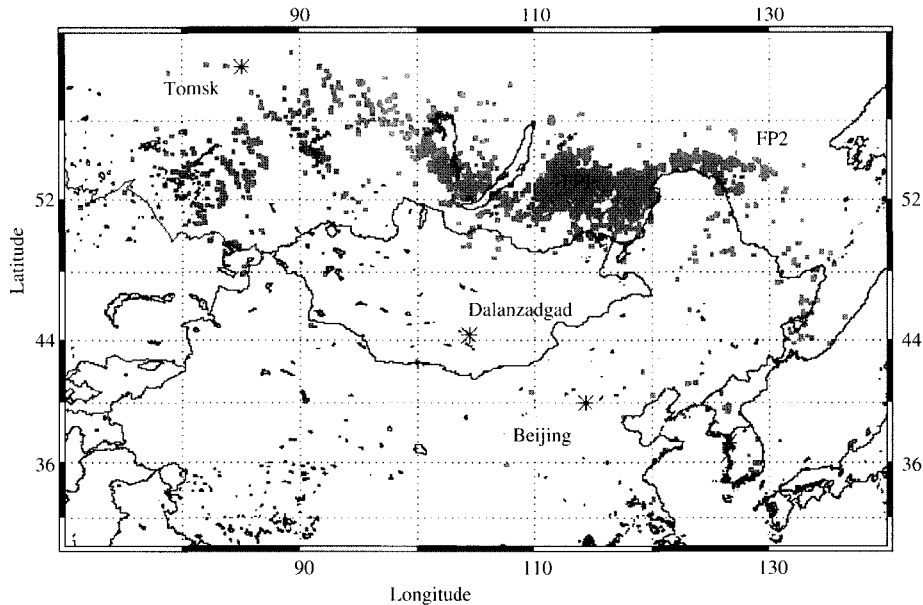 90 110 130
Tomsk
FP2
52 52
Latitude
Dalanzadgad
44 44
Beijing
36 36
90 110 130
Longitude